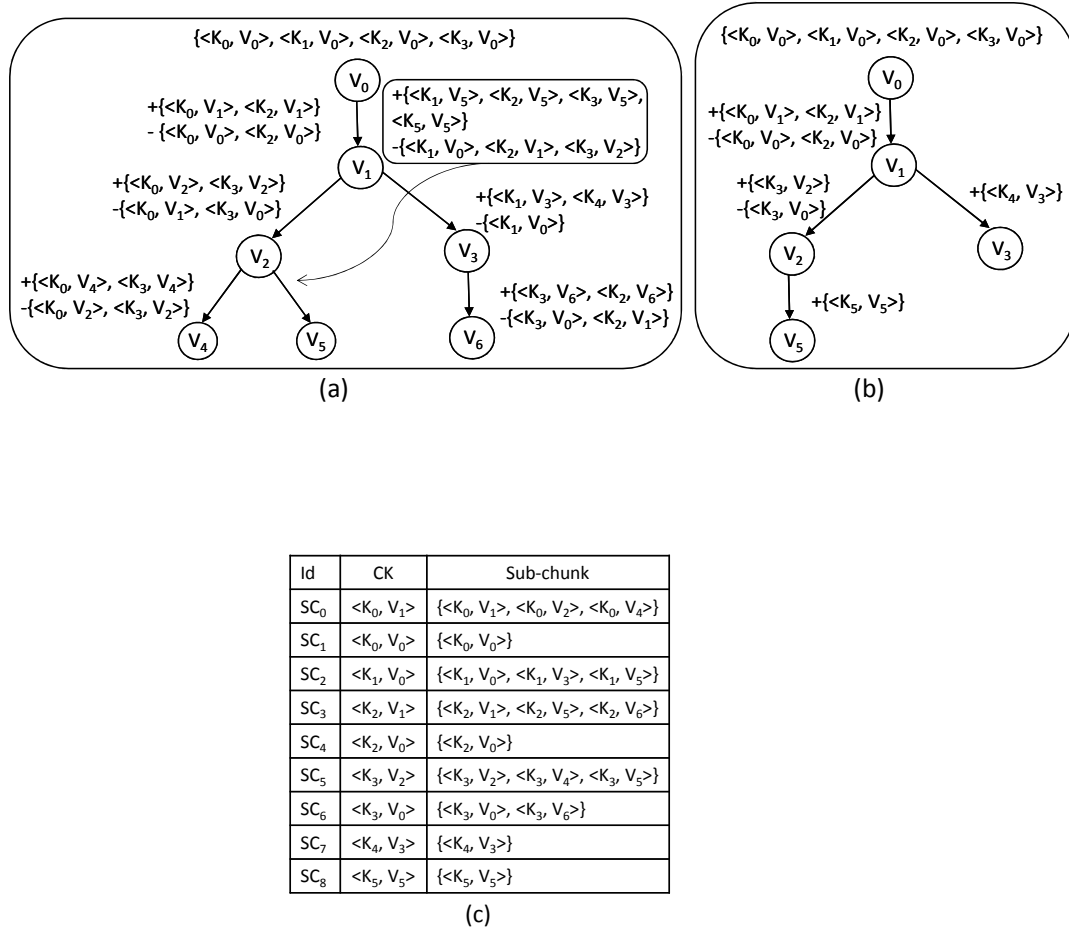 {<K₀, V₀>, <K₁, V₀>, <K₂, V₀>, <K₃, V₀>}
V₀
+{<K₀, V₁>, <K₂, V₁>}
- {<K₀, V₀>, <K₂, V₀>}
+{<K₁, V₅>, <K₂, V₅>, <K₃, V₅>,
<K₅, V₅>}
-{<K₁, V₀>, <K₂, V₁>, <K₃, V₂>}
V₁
+{<K₀, V₂>, <K₃, V₂>}
-{<K₀, V₁>, <K₃, V₀>}
+{<K₁, V₃>, <K₄, V₃>}
-{<K₁, V₀>}
V₂
V₃
+{<K₀, V₄>, <K₃, V₄>}
-{<K₀, V₂>, <K₃, V₂>}
+{<K₃, V₆>, <K₂, V₆>}
-{<K₃, V₀>, <K₂, V₁>}
V₄
V₅
V₆
(a)
{<K₀, V₀>, <K₁, V₀>, <K₂, V₀>, <K₃, V₀>}
V₀
+{<K₀, V₁>, <K₂, V₁>}
-{<K₀, V₀>, <K₂, V₀>}
V₁
+{<K₃, V₂>}
-{<K₃, V₀>}
+{<K₄, V₃>}
V₂
V₃
+{<K₅, V₅>}
V₅
(b)
Id CK Sub-chunk
SC₀ <K₀, V₁> {<K₀, V₁>, <K₀, V₂>, <K₀, V₄>}
SC₁ <K₀, V₀> {<K₀, V₀>}
SC₂ <K₁, V₀> {<K₁, V₀>, <K₁, V₃>, <K₁, V₅>}
SC₃ <K₂, V₁> {<K₂, V₁>, <K₂, V₅>, <K₂, V₆>}
SC₄ <K₂, V₀> {<K₂, V₀>}
SC₅ <K₃, V₂> {<K₃, V₂>, <K₃, V₄>, <K₃, V₅>}
SC₆ <K₃, V₀> {<K₃, V₀>, <K₃, V₆>}
SC₇ <K₄, V₃> {<K₄, V₃>}
SC₈ <K₅, V₅> {<K₅, V₅>}
(c)